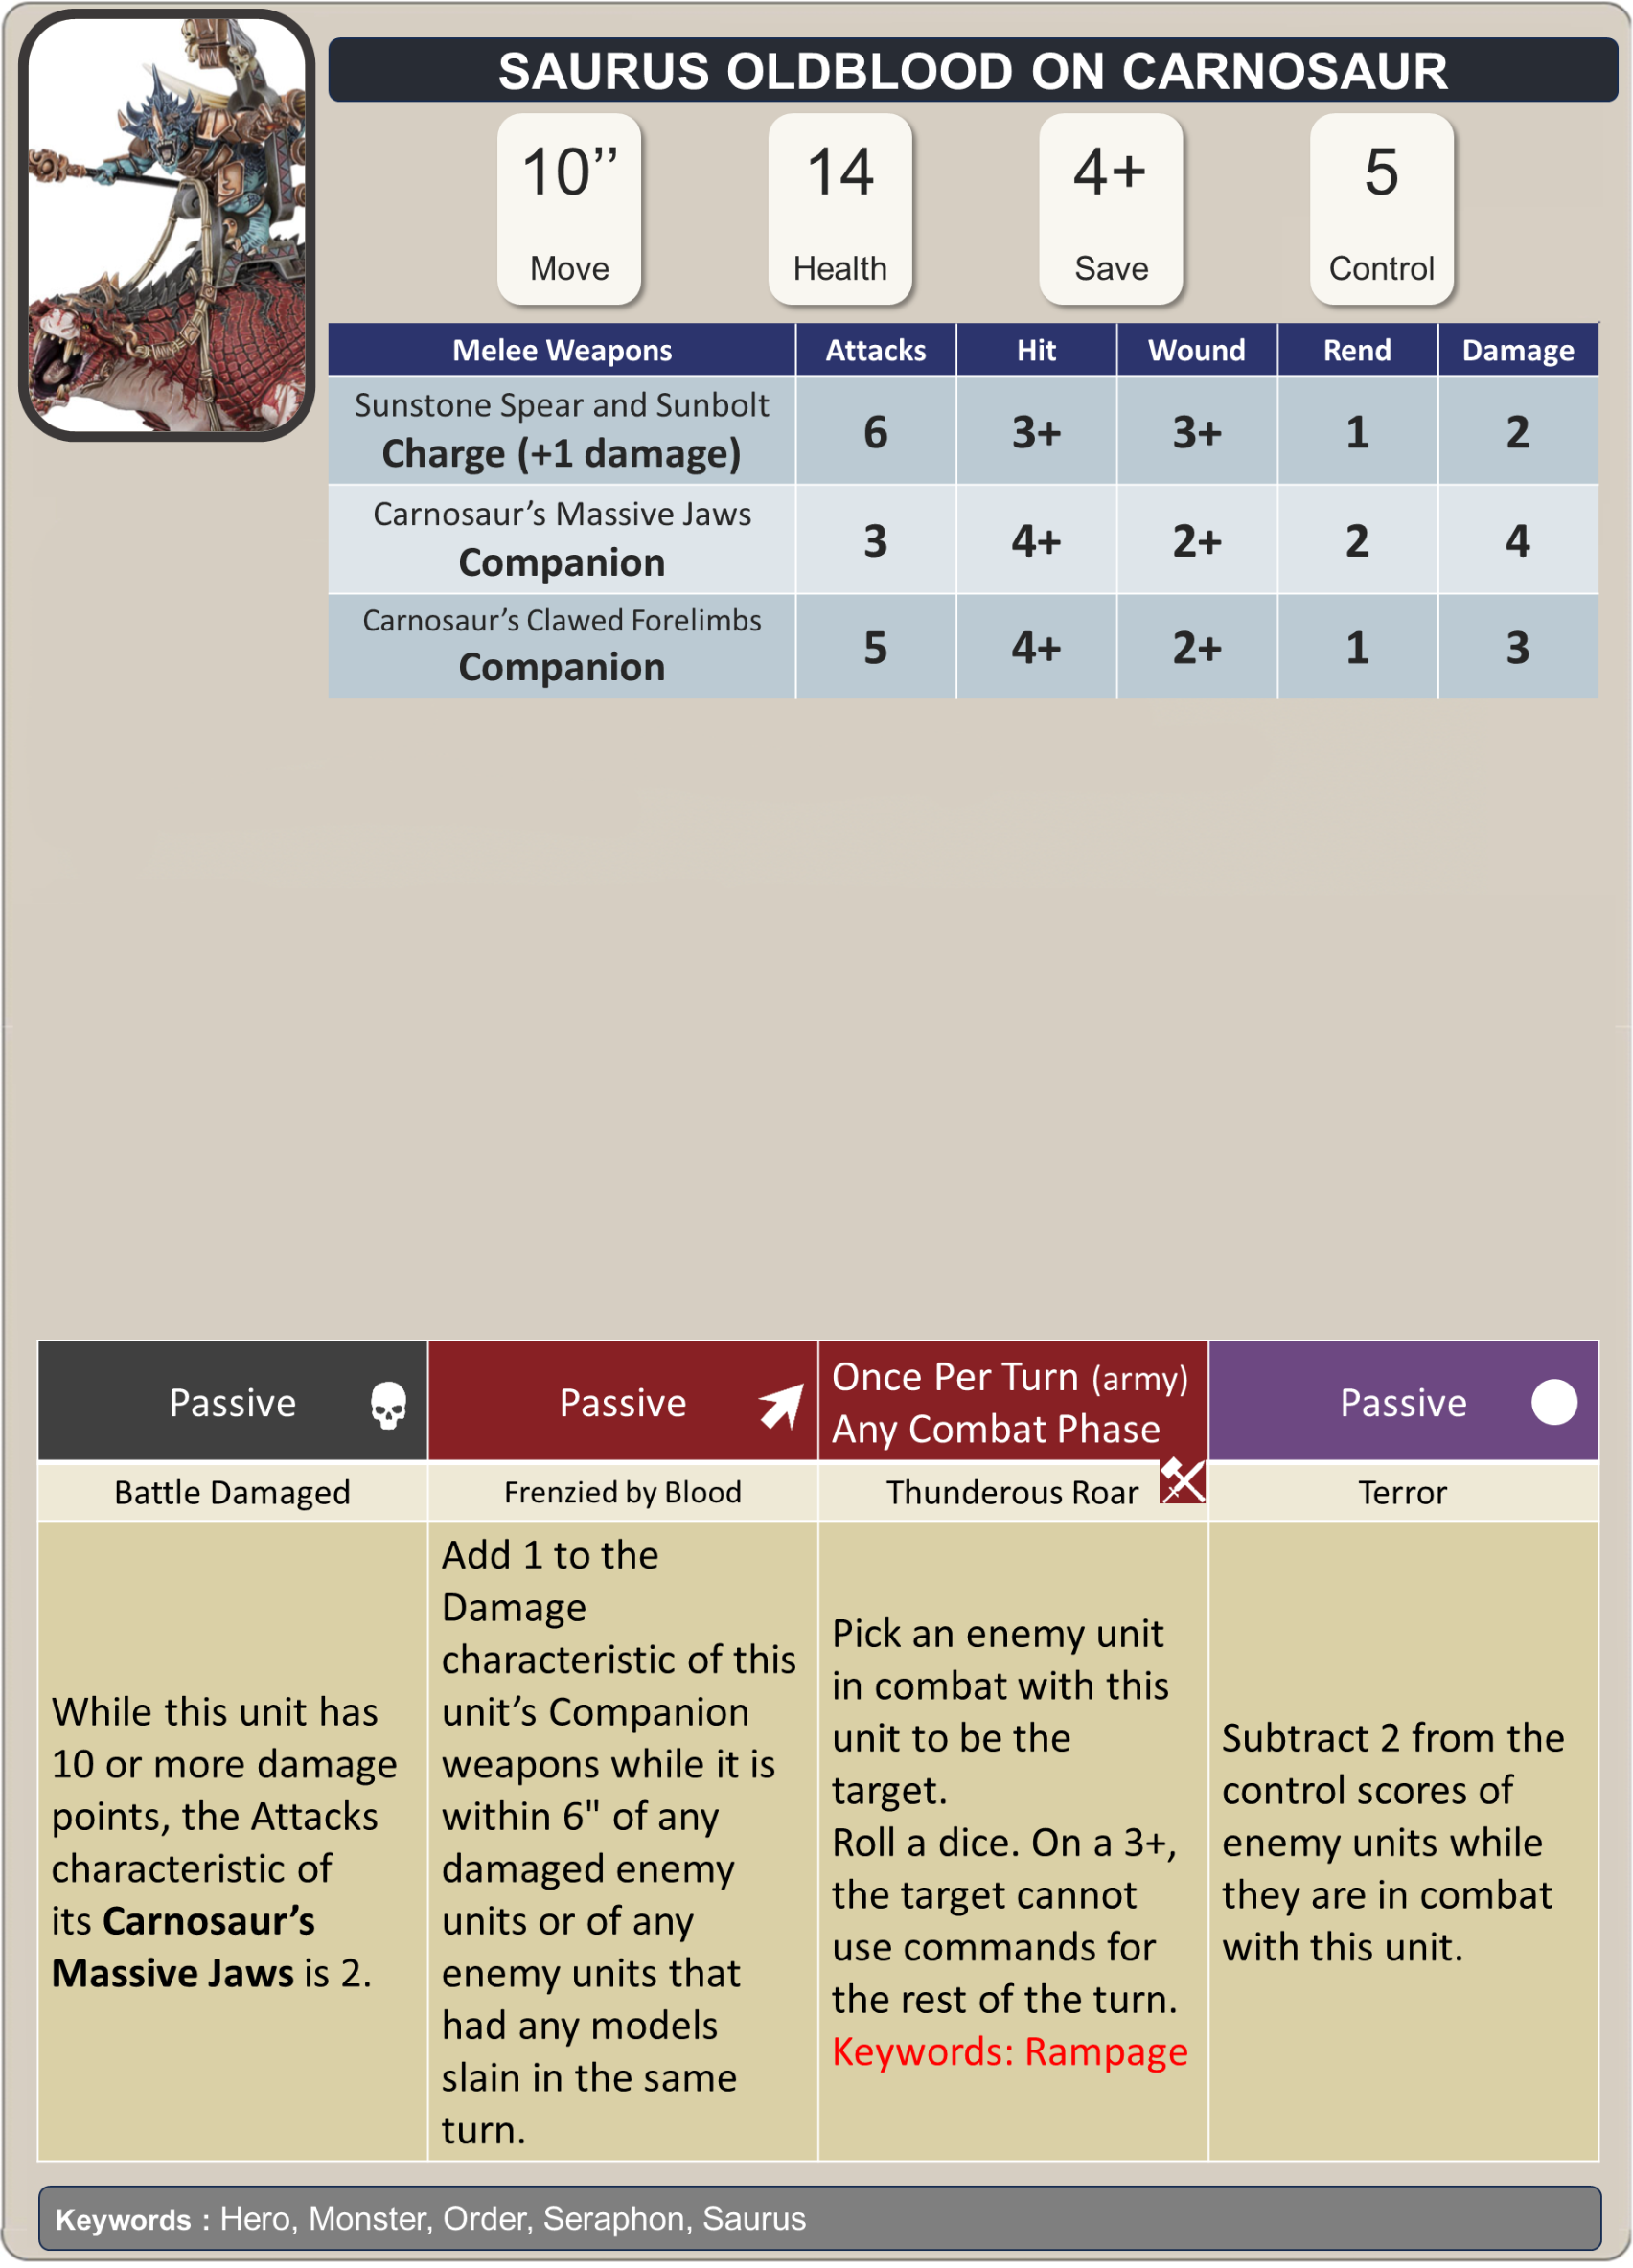 SAURUS OLDBLOOD ON CARNOSAUR
10’’
Move
14
Health
4+
Save
5
Control
Melee Weapons Attacks Hit Wound Rend Damage
Sunstone Spear and Sunbolt
Charge (+1 damage)
6 3+ 3+ 1 2
Carnosaur’s Massive Jaws
Companion
3 4+ 2+ 2 4
Carnosaur’s Clawed Forelimbs
Companion
5 4+ 2+ 1 3
Passive
Battle Damaged
While this unit has
10 or more damage
points, the Attacks
characteristic of
its Carnosaur’s
Massive Jaws is 2.
Passive
Frenzied by Blood
Add 1 to the
Damage
characteristic of this
unit’s Companion
weapons while it is
within 6" of any
damaged enemy
units or of any
enemy units that
had any models
slain in the same
turn.
Once Per Turn (army)
Any Combat Phase
Thunderous Roar
Pick an enemy unit
in combat with this
unit to be the
target.
Roll a dice. On a 3+,
the target cannot
use commands for
the rest of the turn.
Keywords: Rampage
Passive
Terror
Subtract 2 from the
control scores of
enemy units while
they are in combat
with this unit.
Keywords : Hero, Monster, Order, Seraphon, Saurus